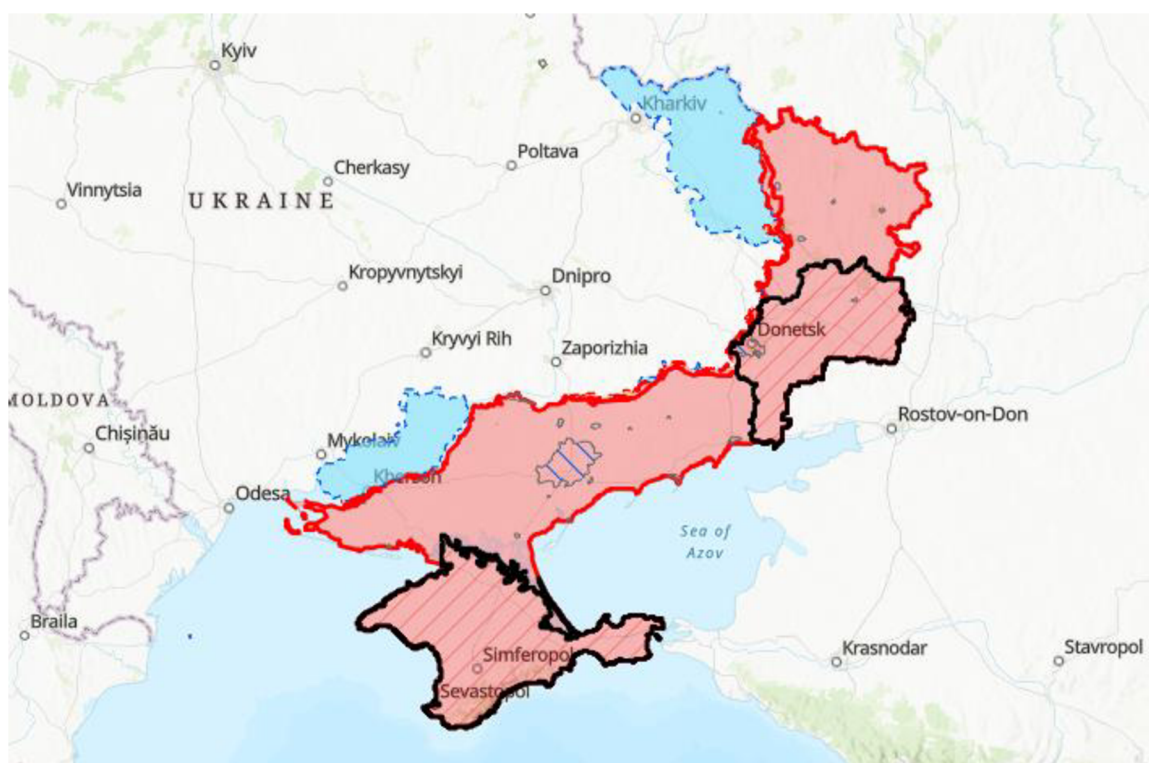 Kyiv
Kharkiv
Poltava
Cherkasy
Vinnytsia
UKRAINE
Kropyvnytskyi
Dnipro
Donetsk
Kryvyi Rih
Zaporizhia
MOLDOVA
Rostov-on-Don
Chișinău
Mykolaiv
Kherson
Odesa
Sea of
Azov
Braila
Krasnodar
Stavropol
Simferopol
Sevastopol